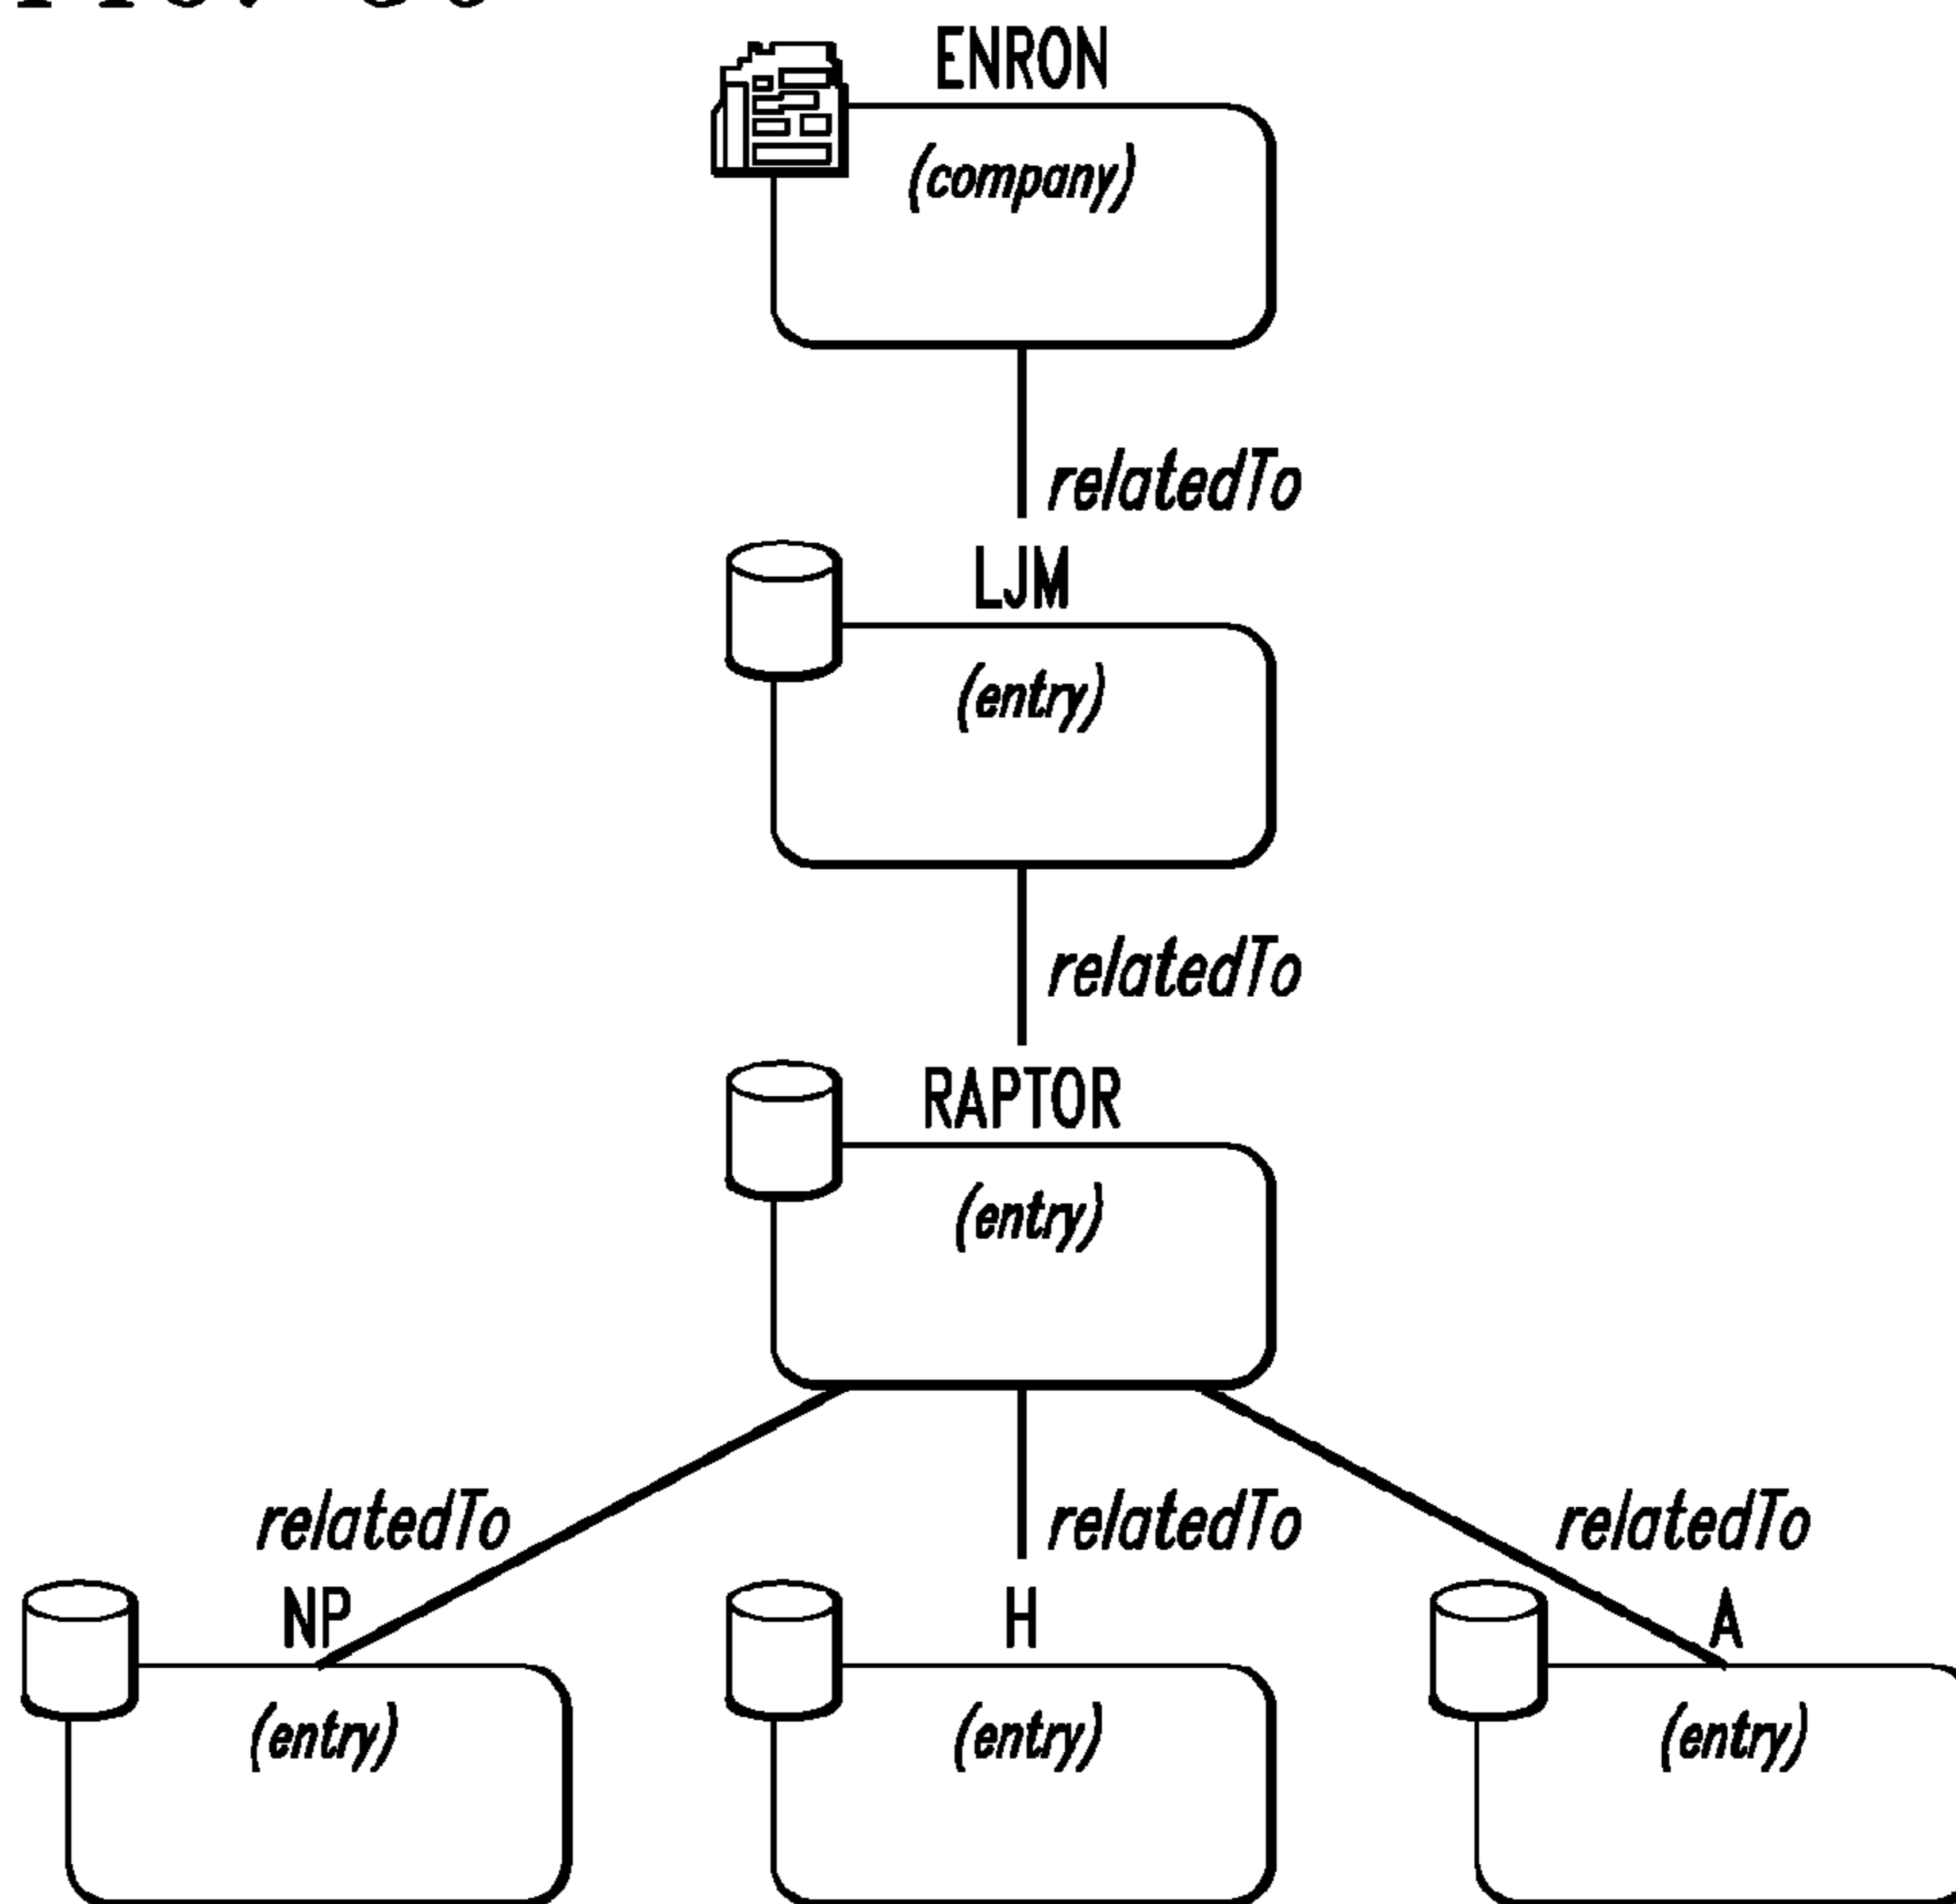 ENRON
(company)
relatedTo
LJM
(entry)
relatedTo
RAPTOR
(entry)
relatedTo relatedTo relatedTo
NP H A
(entry) (entry) (entry)